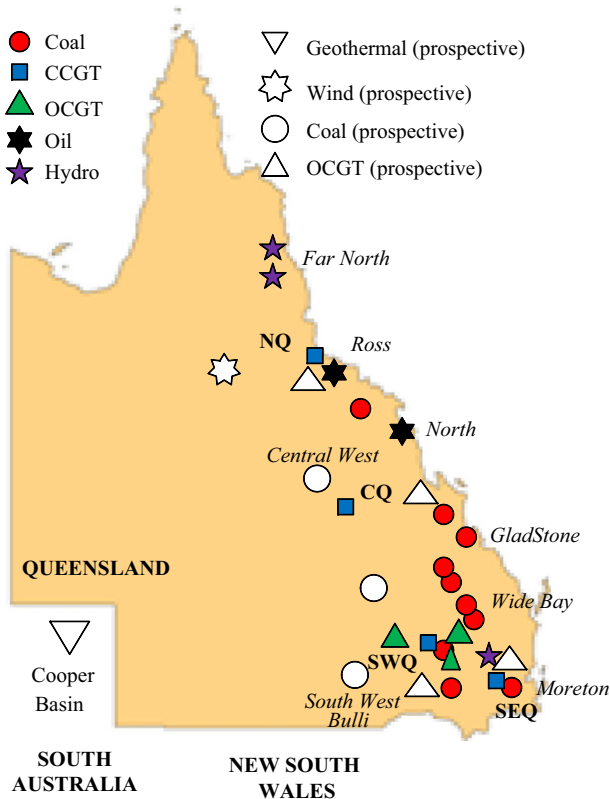 Coal
CCGT
OCGT
Oil
Hydro
Geothermal (prospective)
Wind (prospective)
Coal (prospective)
OCGT (prospective)
Far North
NQ
Ross
North
Central West
CQ
GladStone
QUEENSLAND
Wide Bay
SWQ
Cooper
Basin
South West
Bulli
Moreton
SEQ
SOUTH
AUSTRALIA
NEW SOUTH
WALES